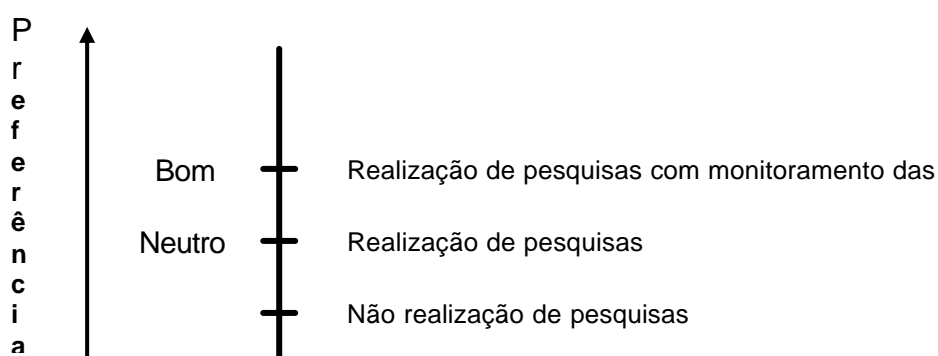 Preferência
Bom Realização de pesquisas com monitoramento das
Neutro Realização de pesquisas
Não realização de pesquisas